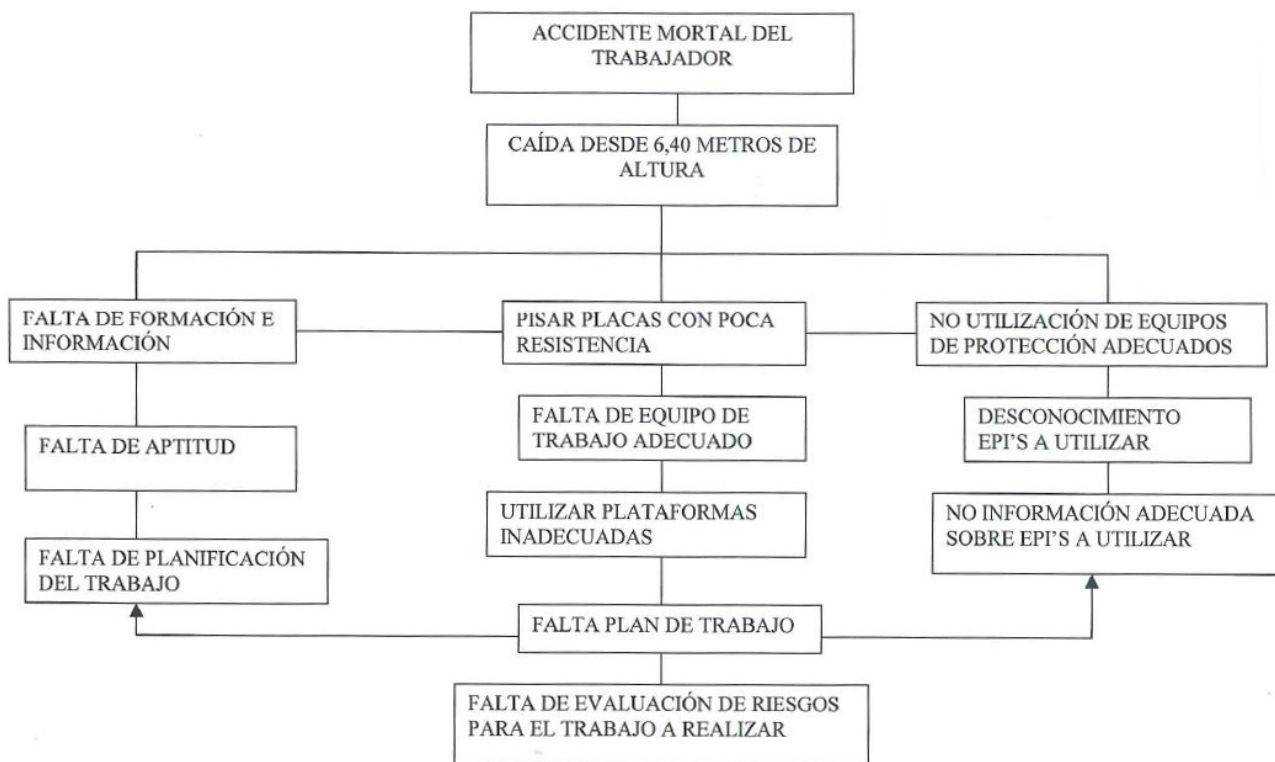 ACCIDENTE MORTAL DEL
TRABAJADOR
CAÍDA DESDE 6,40 METROS DE
ALTURA
FALTA DE FORMACIÓN E
INFORMACIÓN
PISAR PLACAS CON POCA
RESISTENCIA
NO UTILIZACIÓN DE EQUIPOS
DE PROTECCIÓN ADECUADOS
FALTA DE APTITUD
FALTA DE EQUIPO DE
TRABAJO ADECUADO
DESCONOCIMIENTO
EPI'S A UTILIZAR
FALTA DE PLANIFICACIÓN
DEL TRABAJO
UTILIZAR PLATAFORMAS
INADECUADAS
NO INFORMACIÓN ADECUADA
SOBRE EPI'S A UTILIZAR
FALTA PLAN DE TRABAJO
FALTA DE EVALUACIÓN DE RIESGOS
PARA EL TRABAJO A REALIZAR